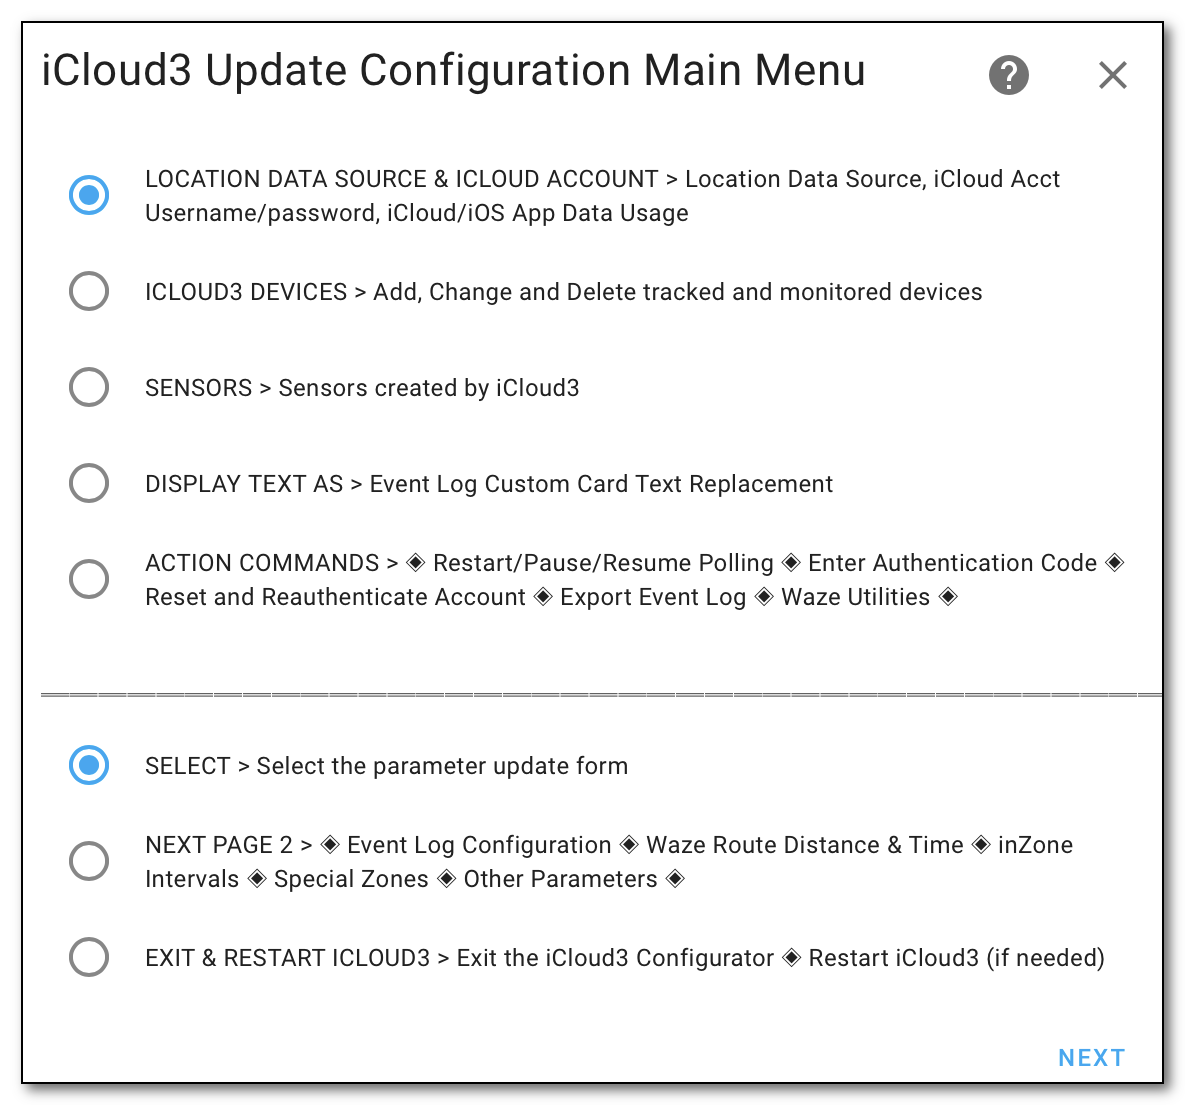 iCloud3 Update Configuration Main Menu
LOCATION DATA SOURCE & ICLOUD ACCOUNT > Location Data Source, iCloud Acct
Username/password, iCloud/iOS App Data Usage
ICLOUD3 DEVICES > Add, Change and Delete tracked and monitored devices
SENSORS > Sensors created by iCloud3
DISPLAY TEXT AS > Event Log Custom Card Text Replacement
ACTION COMMANDS > ◈ Restart/Pause/Resume Polling ◈ Enter Authentication Code ◈
Reset and Reauthenticate Account ◈ Export Event Log ◈ Waze Utilities ◈
SELECT > Select the parameter update form
NEXT PAGE 2 > ◈ Event Log Configuration ◈ Waze Route Distance & Time ◈ inZone
Intervals ◈ Special Zones ◈ Other Parameters ◈
EXIT & RESTART ICLOUD3 > Exit the iCloud3 Configurator ◈ Restart iCloud3 (if needed)
NEXT